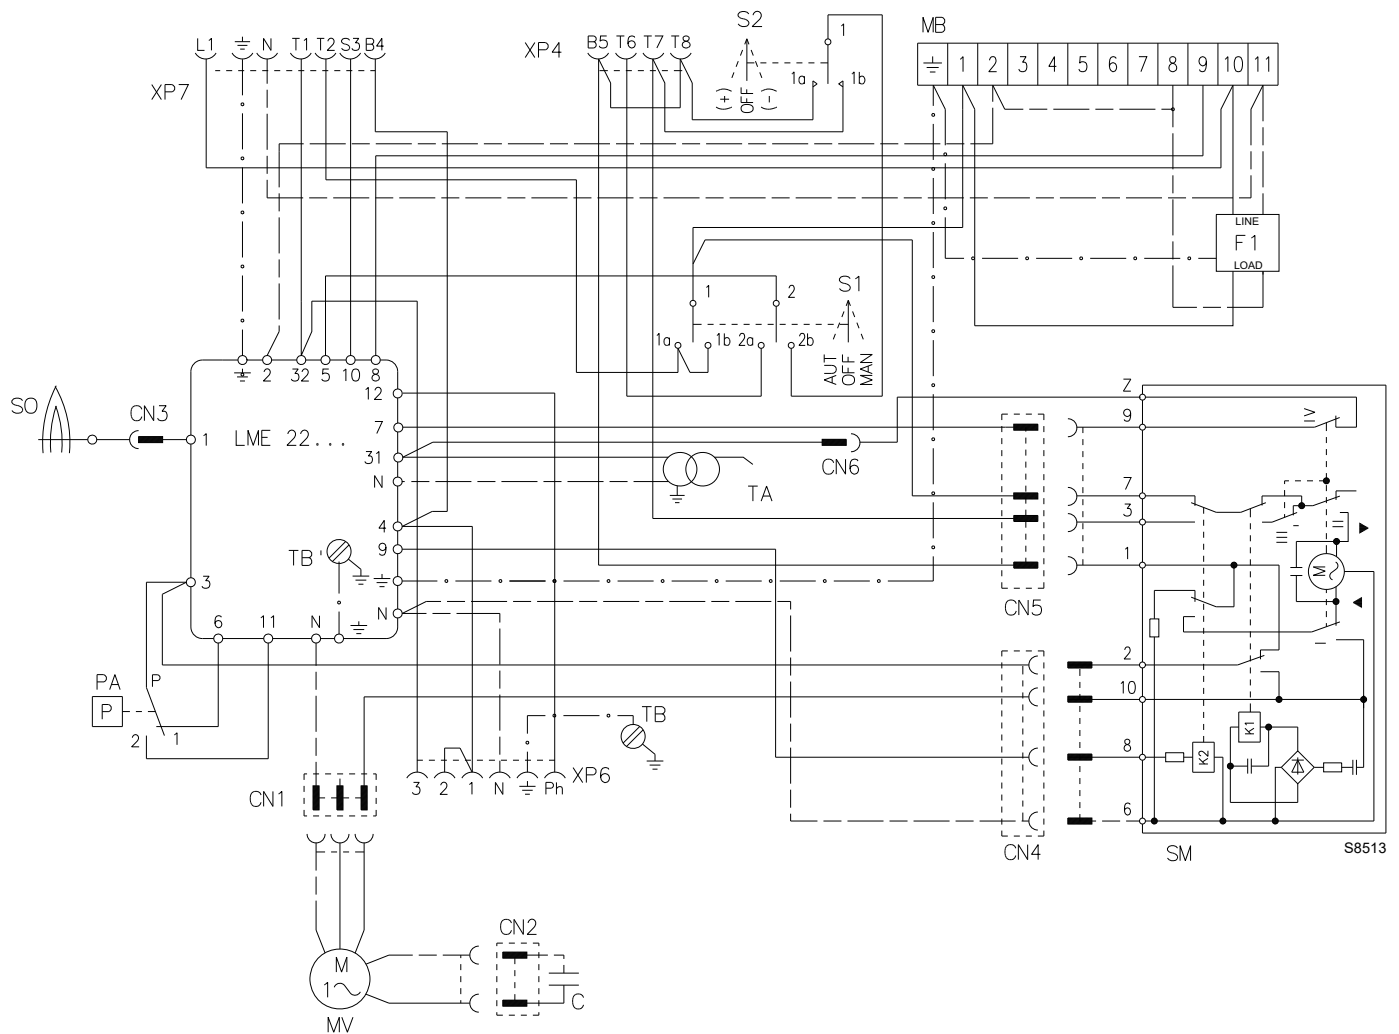 L1 N T1 T2 S3 B4
XP7
XP4
B5 T6 T7 T8
S2
(+) OFF (-)
1
1a 1b
MB
1 2 3 4 5 6 7 8 9 10 11
LINE
F1
LOAD
1 2
S1
1a 1b 2a 2b
AUT OFF MAN
2 32 5 10 8
12
7
31
N
4
9
N
SO
CN3
1
LME 22...
TB
3
6 11 N
CN6
TA
CN5
Z
9
7
3
1
2
10
8
6
IV
III
II
M
I
K1
K2
SM
S8513
CN4
PA
P
P
2 1
TB
3 2 1 N Ph
XP6
CN1
M
1
MV
CN2
C